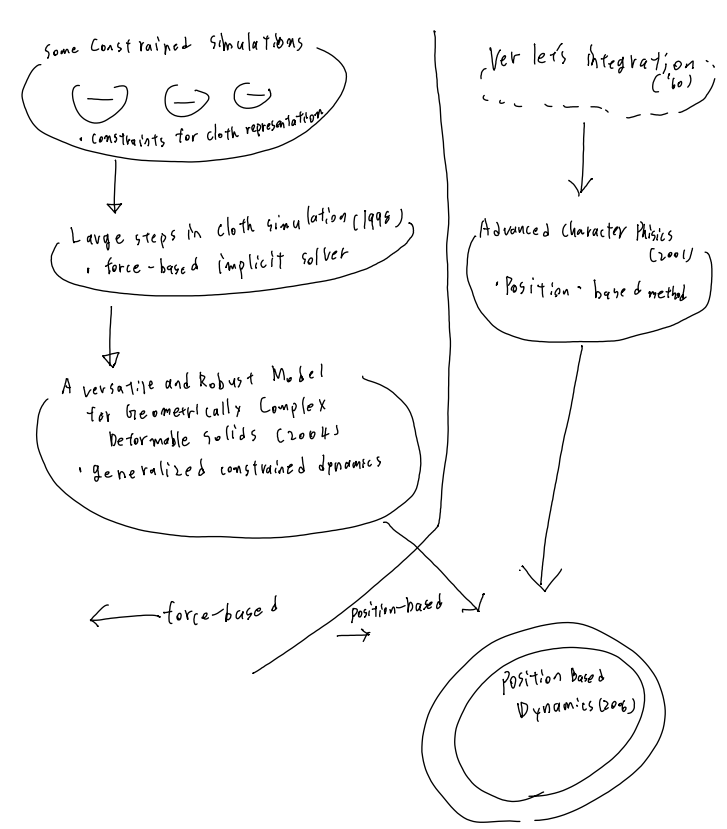 Some Constrained Simulations
・constraints for cloth representation
Large steps in cloth simulation (1998)
・force-based implicit solver
A versatile and Robust Model
for Geometrically Complex
Deformable Solids (2004)
・generalized constrained dynamics
← force-based
position-based
→
Verlet's integration
('60)
Advanced Character Phisics
(2001)
・Position-based method
Position Based
Dynamics (2006)